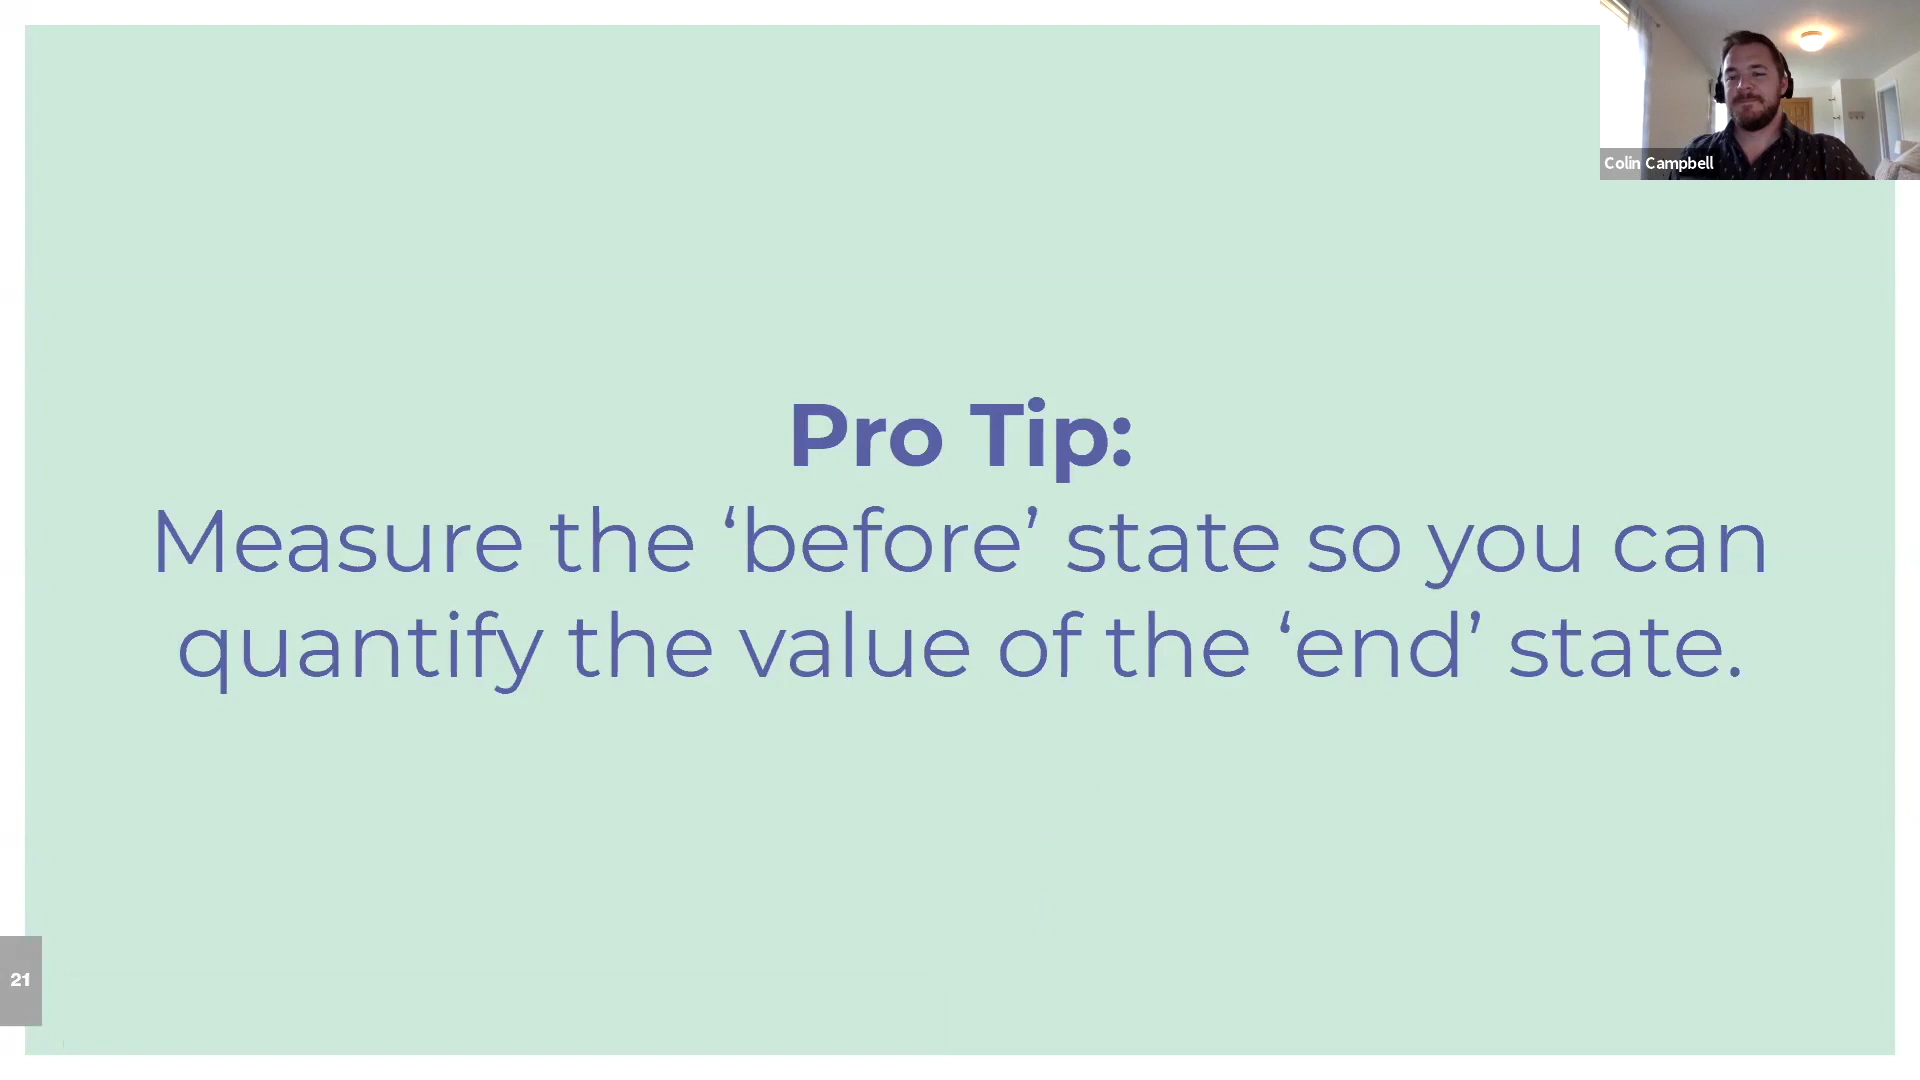 Colin Campbell
Pro Tip:
Measure the ‘before’ state so you can
quantify the value of the ‘end’ state.
21